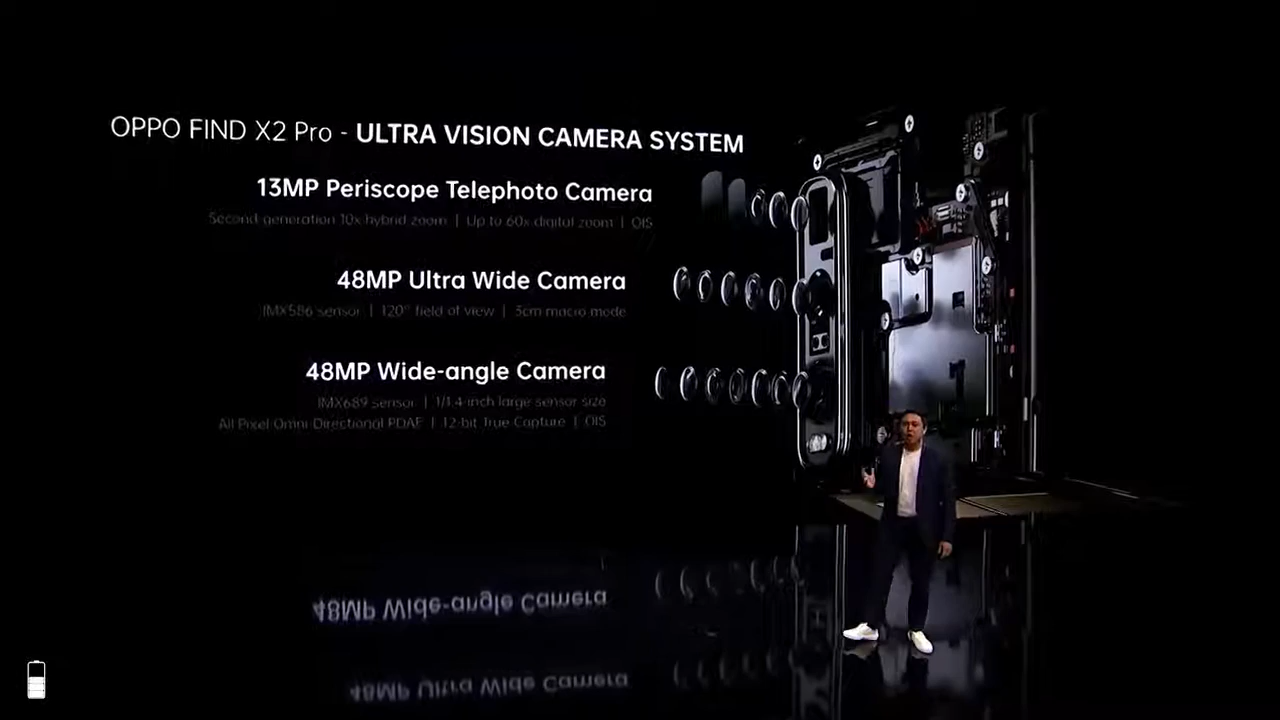 OPPO FIND X2 Pro - ULTRA VISION CAMERA SYSTEM
13MP Periscope Telephoto Camera
Second generation 10x hybrid zoom | Up to 60x digital zoom | OIS
48MP Ultra Wide Camera
IMX586 sensor | 120° field of view | 3cm macro mode
48MP Wide-angle Camera
IMX689 Sensor | 1/1.4-inch large sensor size
All Pixel Omni Directional PDAF | 12-bit True Capture | OIS
48MP Wide-angle Camera
48MP Ultra Wide Camera